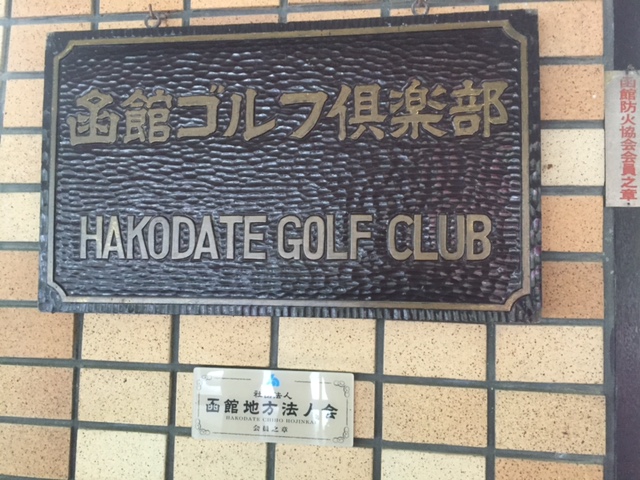 函館ゴルフ倶楽部
HAKODATE GOLF CLUB
函館防火協会会員之章
社団法人
函館地方法人会
HAKODATE CHIHO HOJINKAI
会員之章